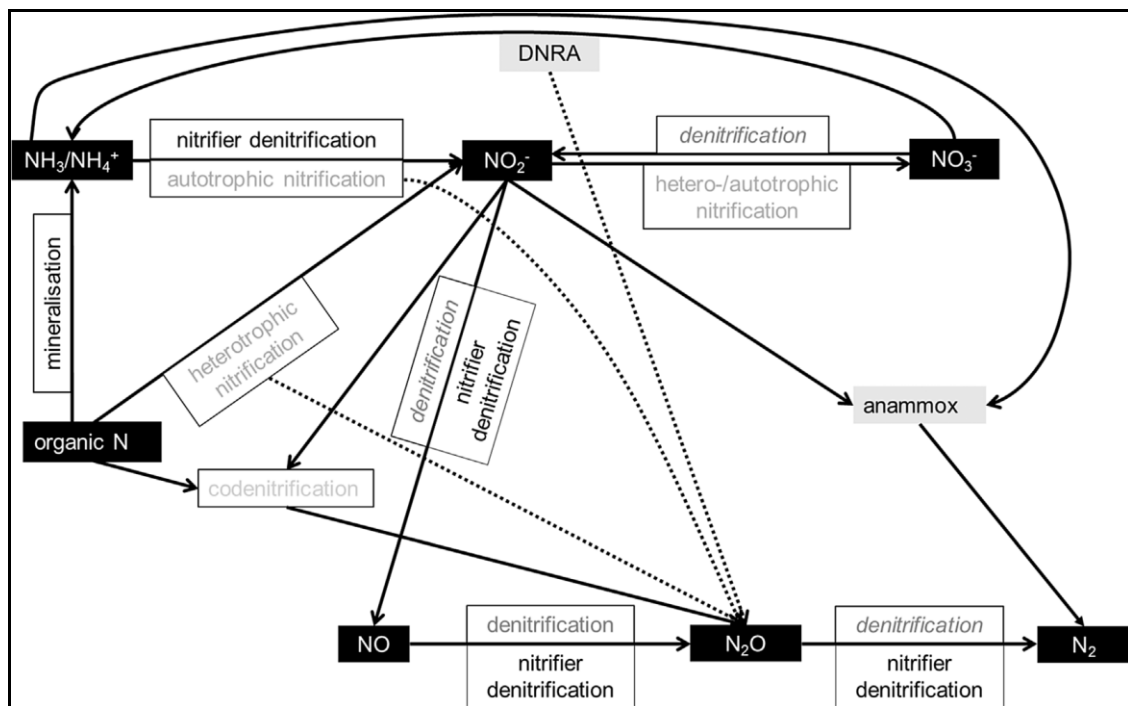 DNRA
nitrifier denitrification
denitrification
NH₃/NH₄⁺
NO₂⁻
NO₃⁻
autotrophic nitrification
hetero-/autotrophic
nitrification
mineralisation
heterotrophic
nitrification
denitrification
nitrifier
denitrification
anammox
organic N
codenitrification
denitrification
denitrification
NO
N₂O
N₂
nitrifier
denitrification
nitrifier
denitrification